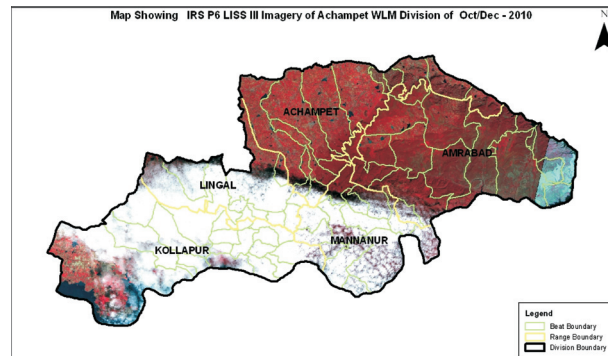 Map Showing IRS P6 LISS III Imagery of Achampet WLM Division of Oct/Dec - 2010
N
ACHAMPET
AMRABAD
LINGAL
MANNANUR
KOLLAPUR
Legend
Beat Boundary
Range Boundary
Division Boundary